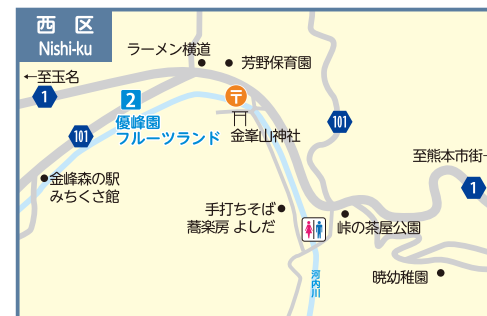 西 区
Nishi-ku
ラーメン横道
芳野保育園
←至玉名
1
2
〒
101
優峰園
フルーツランド
金峯山神社
101
至熊本市街→
金峰森の駅
みちくさ館
1
手打ちそば
蕎楽房 よしだ
峠の茶屋公園
河内川
暁幼稚園